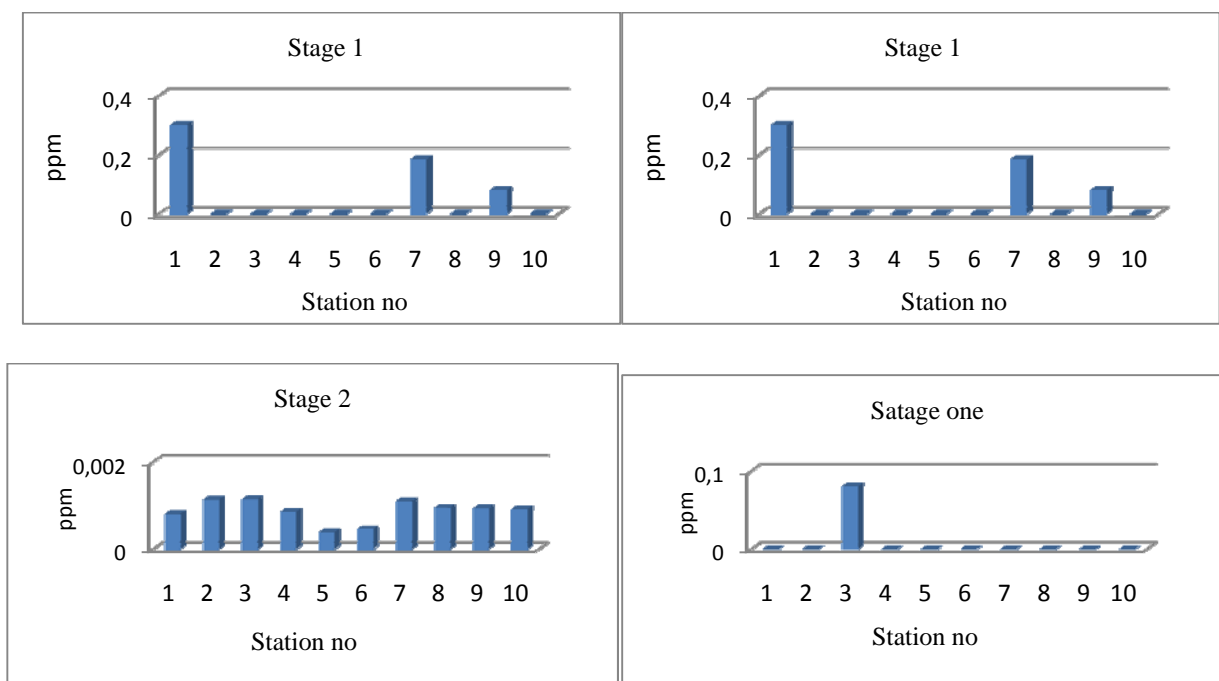 Stage 1
0,4
0,2
0
ppm
1 2 3 4 5 6 7 8 9 10
Station no
Stage 1
0,4
0,2
0
ppm
1 2 3 4 5 6 7 8 9 10
Station no
Stage 2
0,002
0
ppm
1 2 3 4 5 6 7 8 9 10
Station no
Satage one
0,1
0
ppm
1 2 3 4 5 6 7 8 9 10
Station no